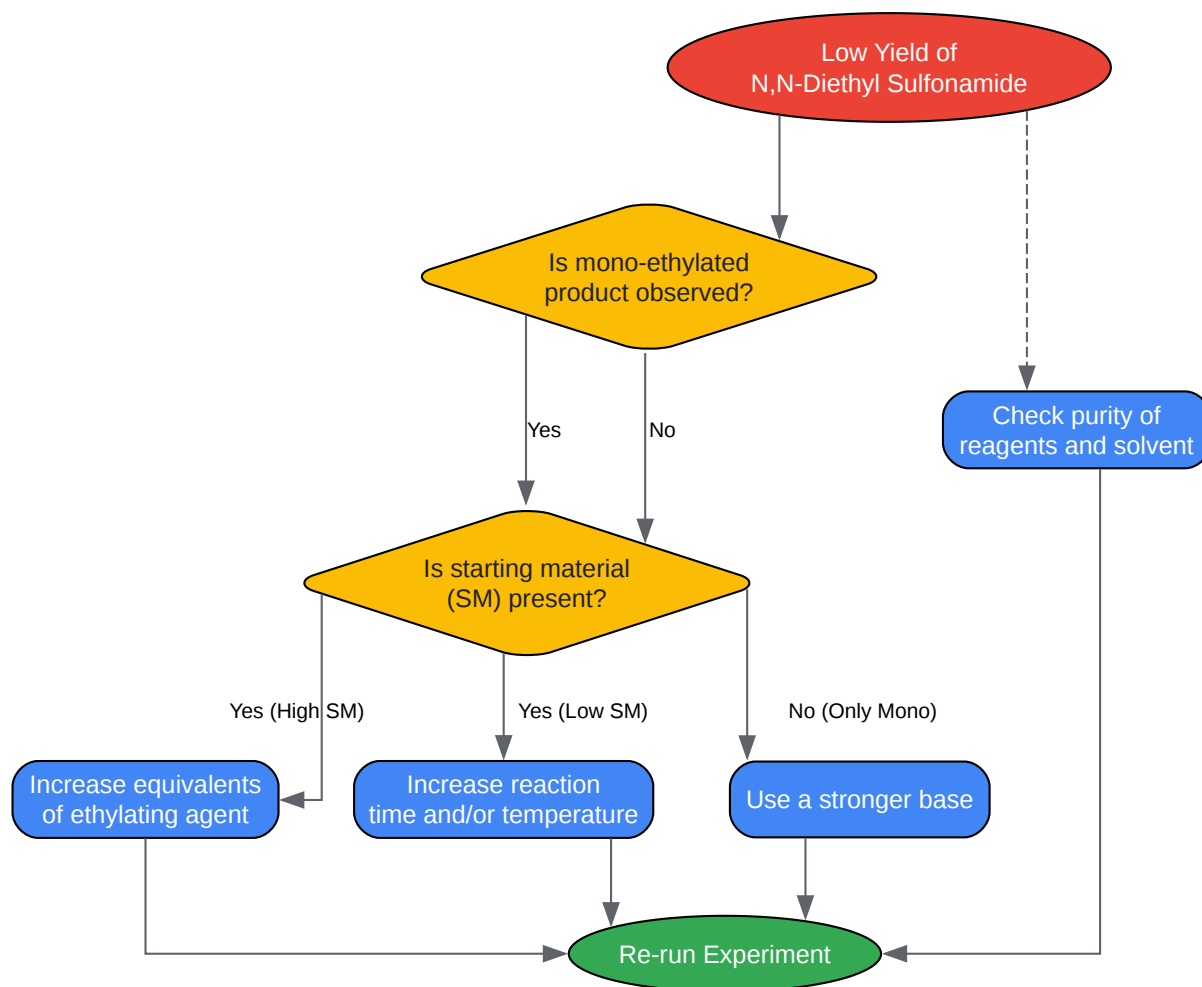 Low Yield of
N,N-Diethyl Sulfonamide
Is mono-ethylated
product observed?
Yes
No
Check purity of
reagents and solvent
Is starting material
(SM) present?
Yes (High SM)
Yes (Low SM)
No (Only Mono)
Increase equivalents
of ethylating agent
Increase reaction
time and/or temperature
Use a stronger base
Re-run Experiment